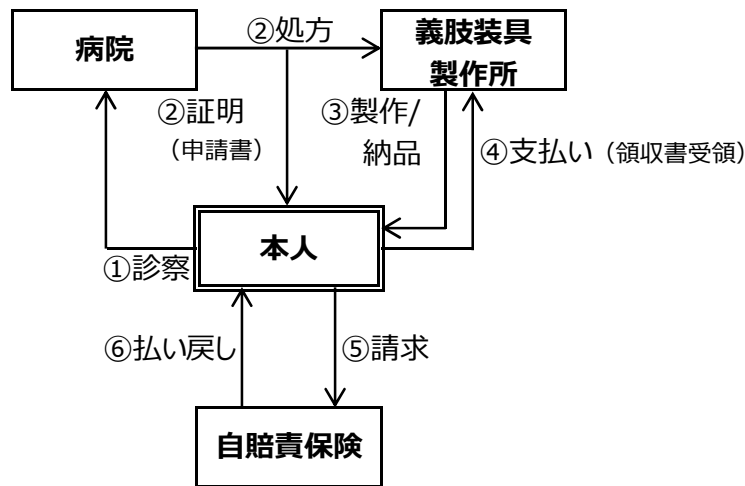 病院
②処方
義肢装具
製作所
②証明
（申請書）
③製作/
納品
④支払い（領収書受領）
本人
①診察
⑥払い戻し
⑤請求
自賠責保険